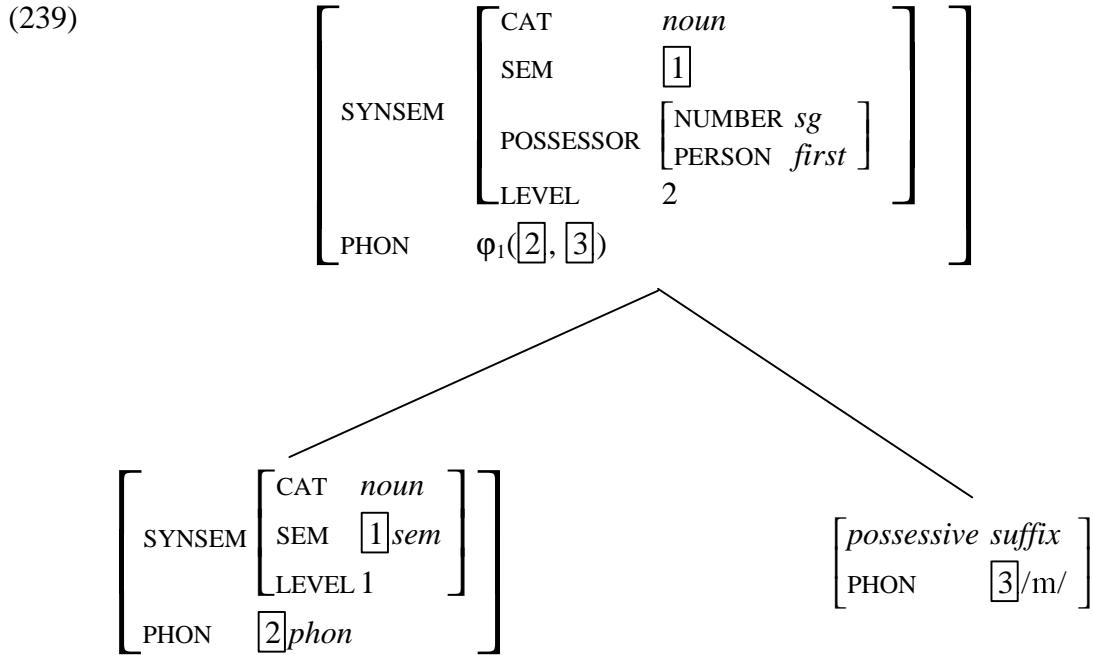 (239)
CAT noun
SEM 1
SYNSEM
POSSESSOR NUMBER sg
PERSON first
LEVEL 2
PHON φ₁(2, 3)
CAT noun
SYNSEM SEM 1 sem
LEVEL 1
PHON 2 phon
possessive suffix
PHON 3 /m/